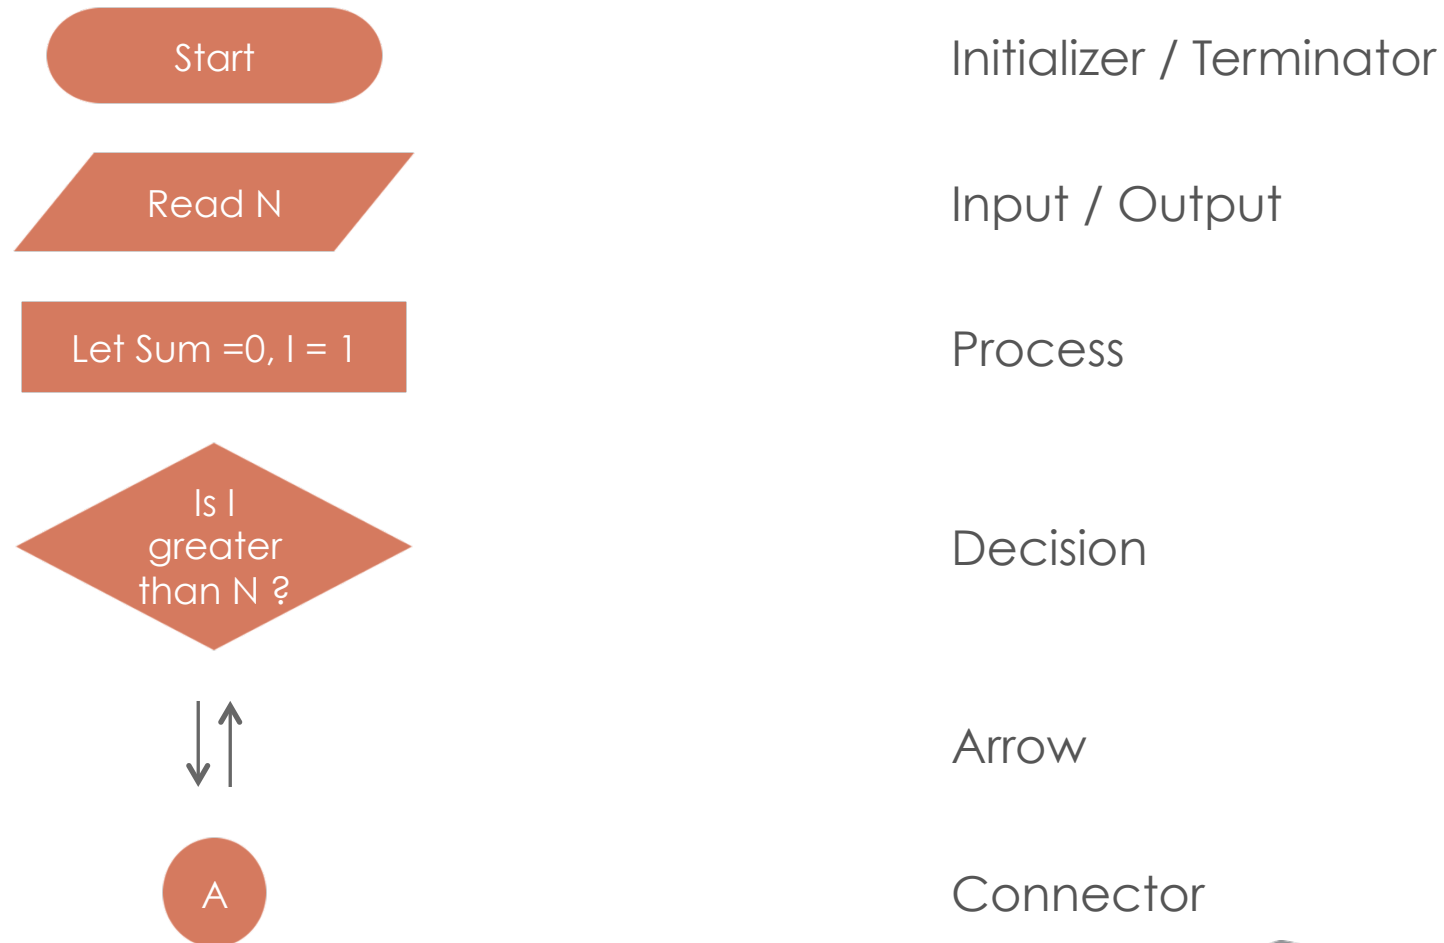 Start
Initializer / Terminator
Read N
Input / Output
Let Sum =0, I = 1
Process
Is I
greater
than N ?
Decision
Arrow
A
Connector